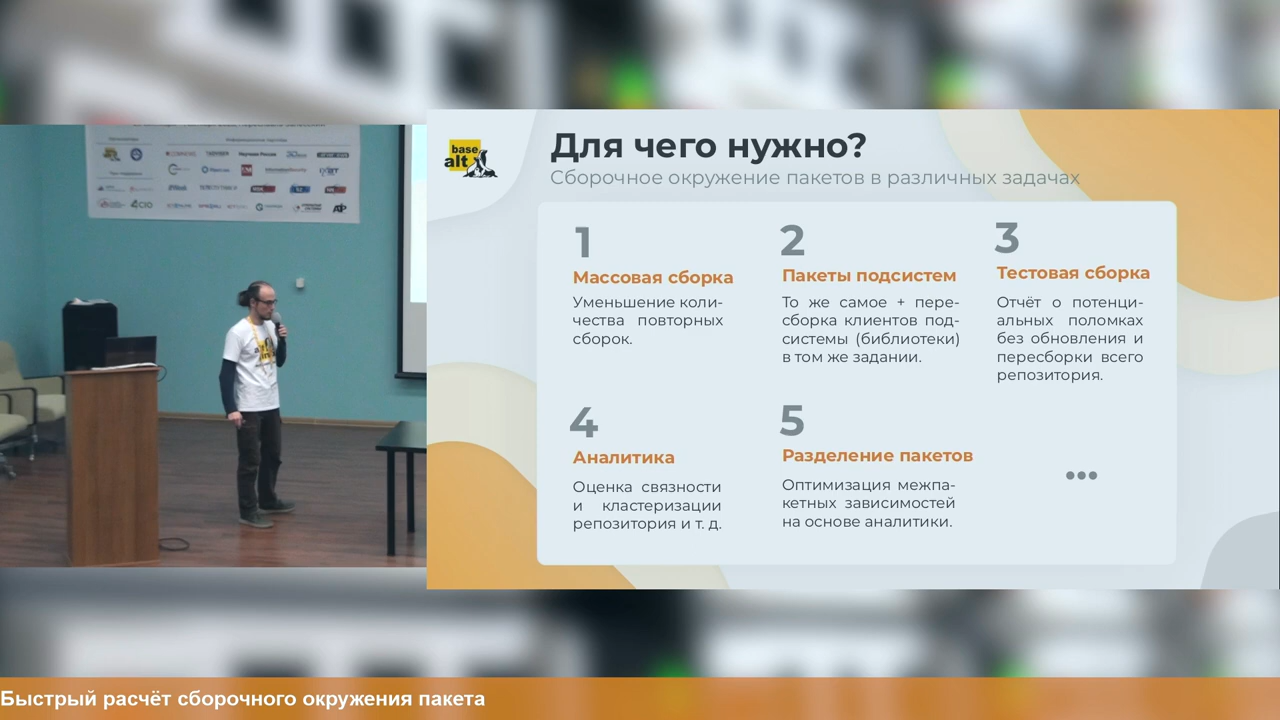 base
alt
Для чего нужно?
Сборочное окружение пакетов в различных задачах
1
Массовая сборка
Уменьшение коли-
чества повторных
сборок.
2
Пакеты подсистем
То же самое + пере-
сборка клиентов под-
системы (библиотеки)
в том же задании.
3
Тестовая сборка
Отчёт о потенци-
альных поломках
без обновления и
пересборки всего
репозитория.
4
Аналитика
Оценка связности
и кластеризации
репозитория и т. д.
5
Разделение пакетов
Оптимизация межпа-
кетных зависимостей
на основе аналитики.
•••
Быстрый расчёт сборочного окружения пакета